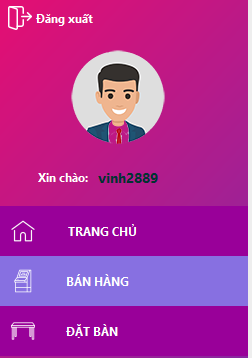 Đăng xuất
Xin chào: vinh2889
TRANG CHỦ
BÁN HÀNG
ĐẶT BÀN